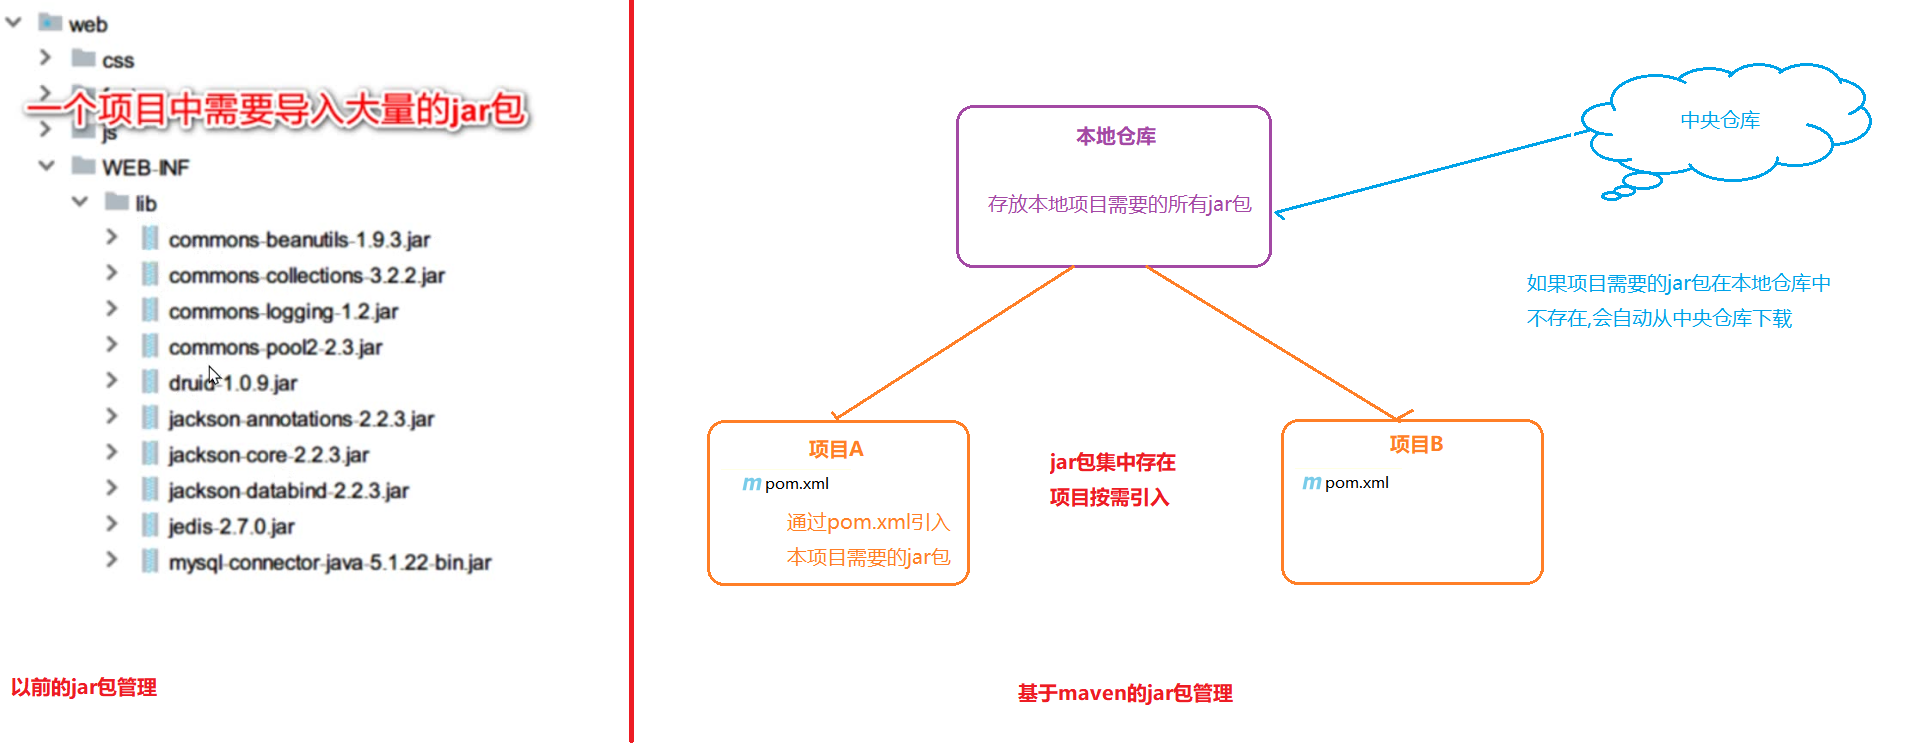 web
css
一个项目中需要导入大量的jar包
js
WEB-INF
lib
commons-beanutils-1.9.3.jar
commons-collections-3.2.2.jar
commons-logging-1.2.jar
commons-pool2-2.3.jar
druid-1.0.9.jar
jackson-annotations-2.2.3.jar
jackson-core-2.2.3.jar
jackson-databind-2.2.3.jar
jedis-2.7.0.jar
mysql-connector-java-5.1.22-bin.jar
以前的jar包管理
本地仓库
存放本地项目需要的所有jar包
中央仓库
如果项目需要的jar包在本地仓库中
不存在,会自动从中央仓库下载
项目A
m pom.xml
通过pom.xml引入
本项目需要的jar包
jar包集中存在
项目按需引入
项目B
m pom.xml
基于maven的jar包管理